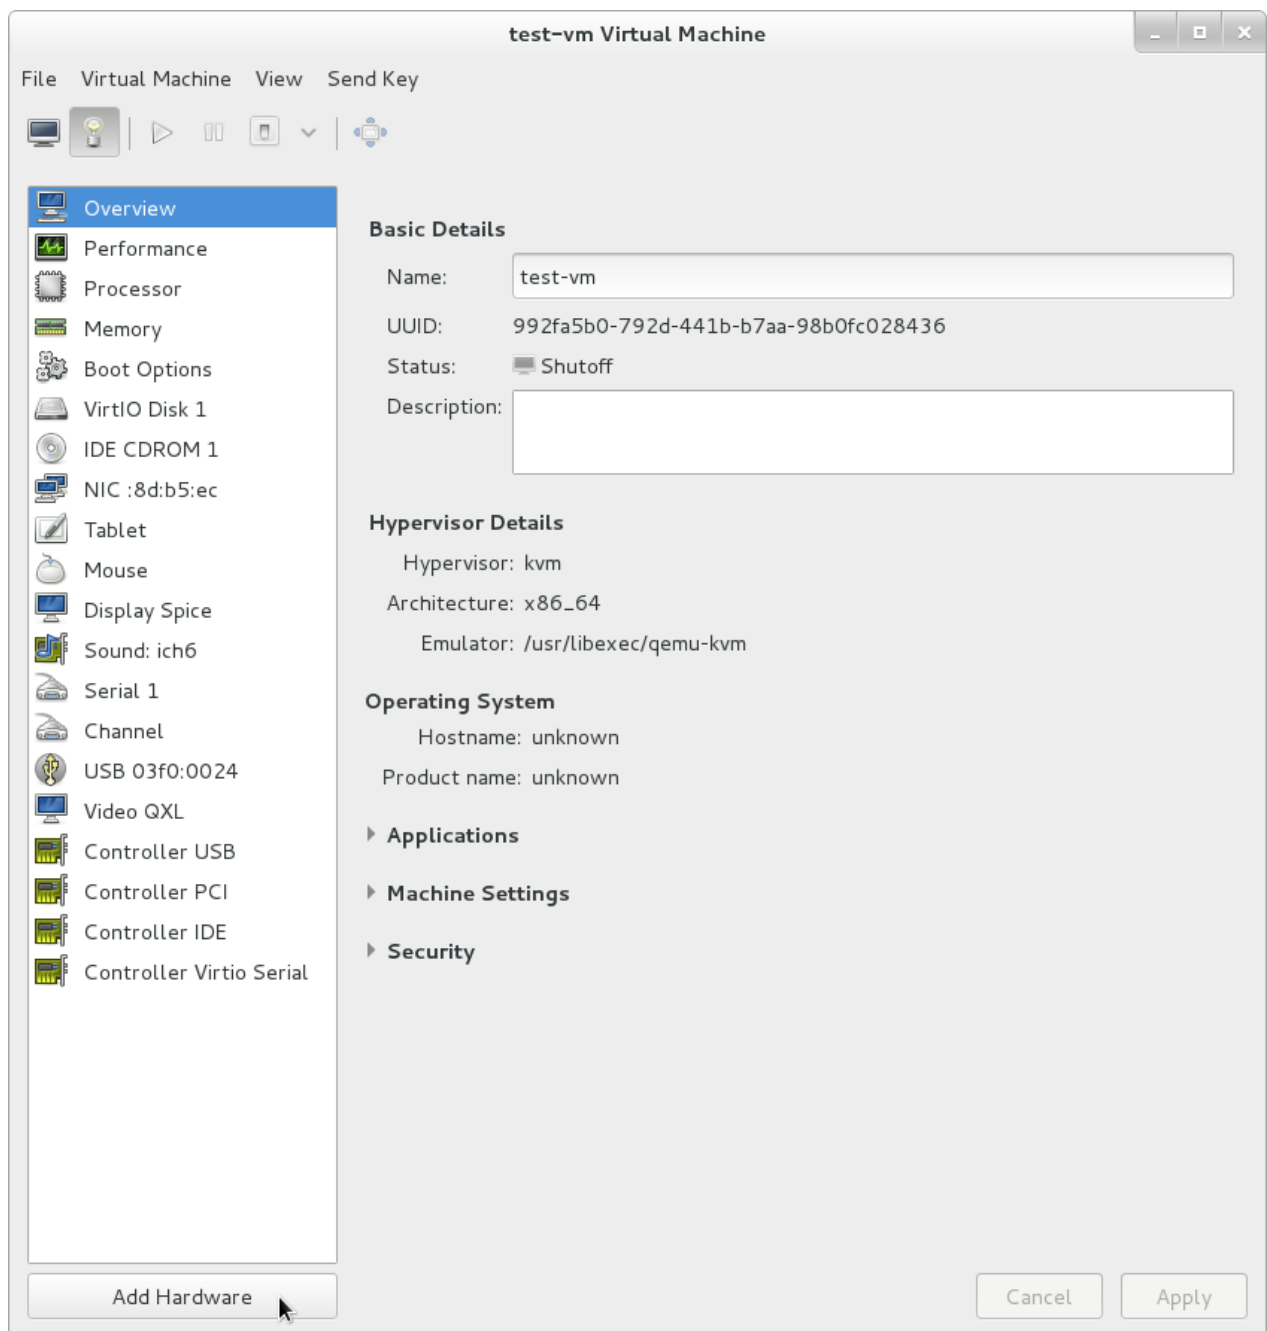 test-vm Virtual Machine
File Virtual Machine View Send Key
Overview
Performance
Processor
Memory
Boot Options
VirtIO Disk 1
IDE CDROM 1
NIC :8d:b5:ec
Tablet
Mouse
Display Spice
Sound: ich6
Serial 1
Channel
USB 03f0:0024
Video QXL
Controller USB
Controller PCI
Controller IDE
Controller Virtio Serial
Add Hardware
Basic Details
Name: test-vm
UUID: 992fa5b0-792d-441b-b7aa-98b0fc028436
Status: Shutoff
Description:
Hypervisor Details
Hypervisor: kvm
Architecture: x86_64
Emulator: /usr/libexec/qemu-kvm
Operating System
Hostname: unknown
Product name: unknown
Applications
Machine Settings
Security
Cancel Apply